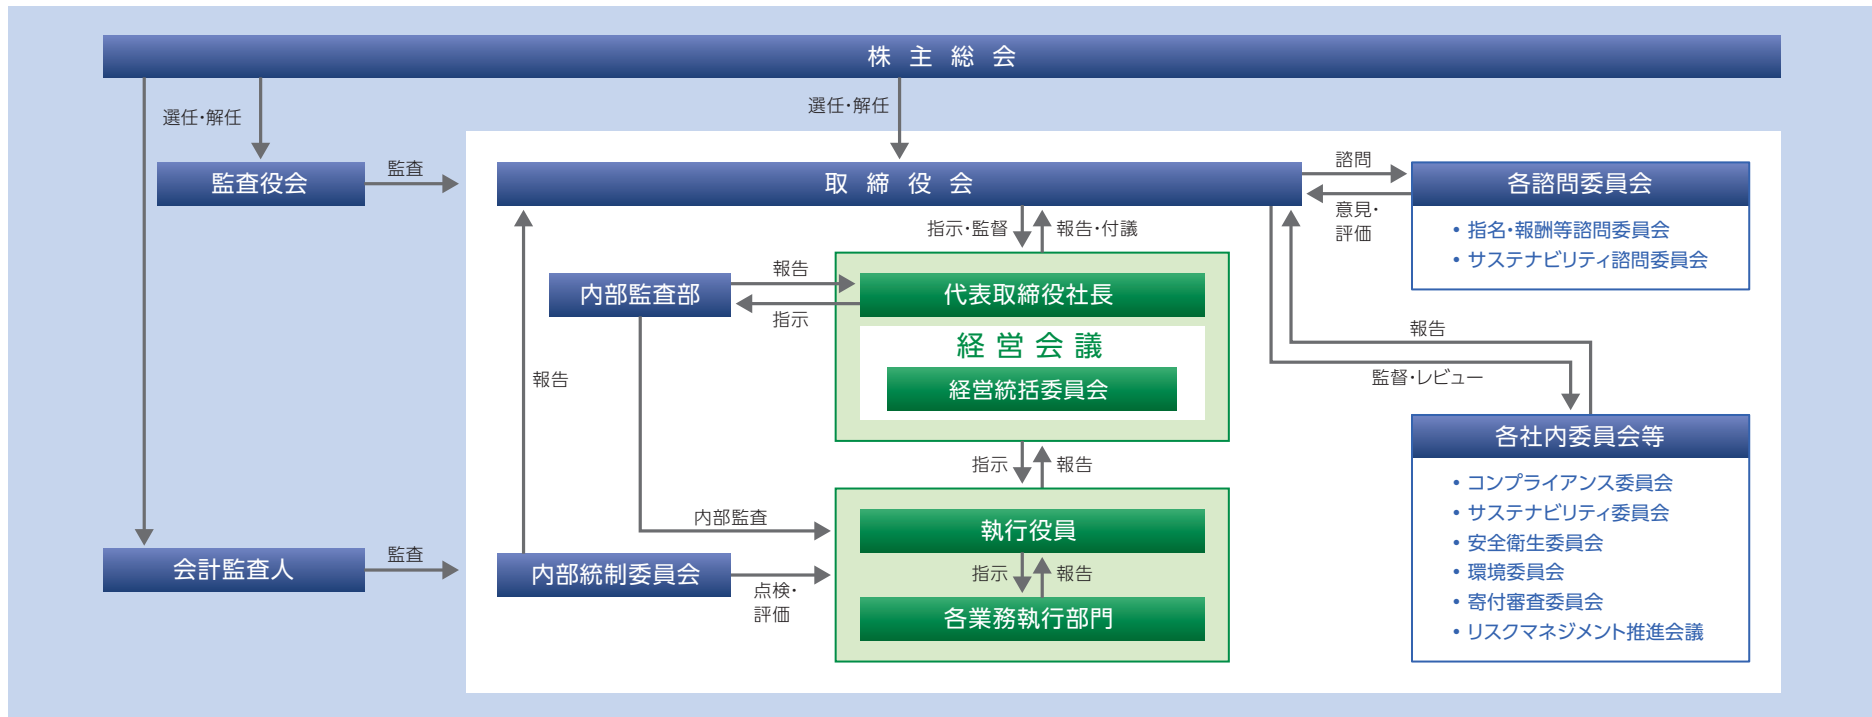 株主総会
選任・解任
選任・解任
監査役会
監査
取締役会
諮問
意見・
評価
各諮問委員会
・指名・報酬等諮問委員会
・サステナビリティ諮問委員会
指示・監督
報告・付議
内部監査部
報告
指示
代表取締役社長
経営会議
経営統括委員会
報告
報告
監督・レビュー
指示
報告
各社内委員会等
・コンプライアンス委員会
・サステナビリティ委員会
・安全衛生委員会
・環境委員会
・寄付審査委員会
・リスクマネジメント推進会議
内部監査
執行役員
指示
報告
各業務執行部門
会計監査人
監査
内部統制委員会
点検・
評価